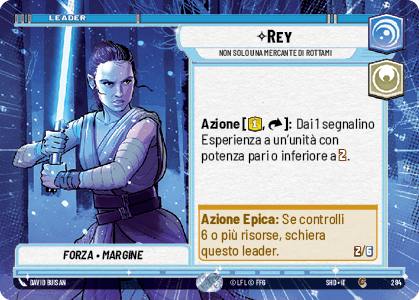 LEADER
REY
NON SOLO UNA MERCANTE DI ROTTAMI
Azione [1, ]: Dai 1 segnalino
Esperienza a un'unità con
potenza pari o inferiore a 2.
Azione Epica: Se controlli
6 o più risorse, schiera
questo leader.
2/6
FORZA • MARGINE
DAVID BUISAN
© LFL © FFG
SHD • IT
294